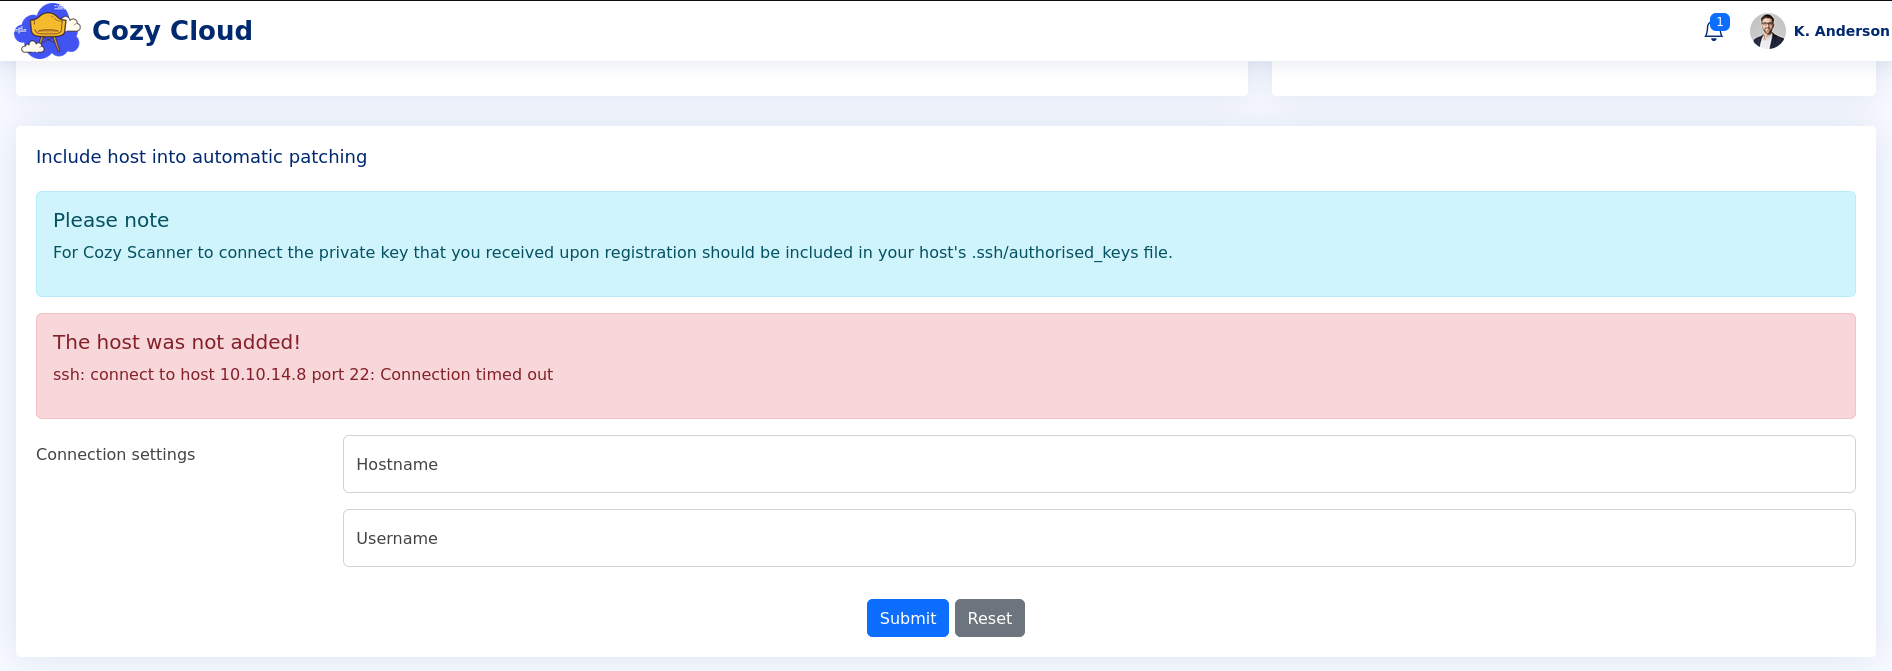 Cozy Cloud
1
K. Anderson
Include host into automatic patching
Please note
For Cozy Scanner to connect the private key that you received upon registration should be included in your host's .ssh/authorised_keys file.
The host was not added!
ssh: connect to host 10.10.14.8 port 22: Connection timed out
Connection settings
Hostname
Username
Submit
Reset